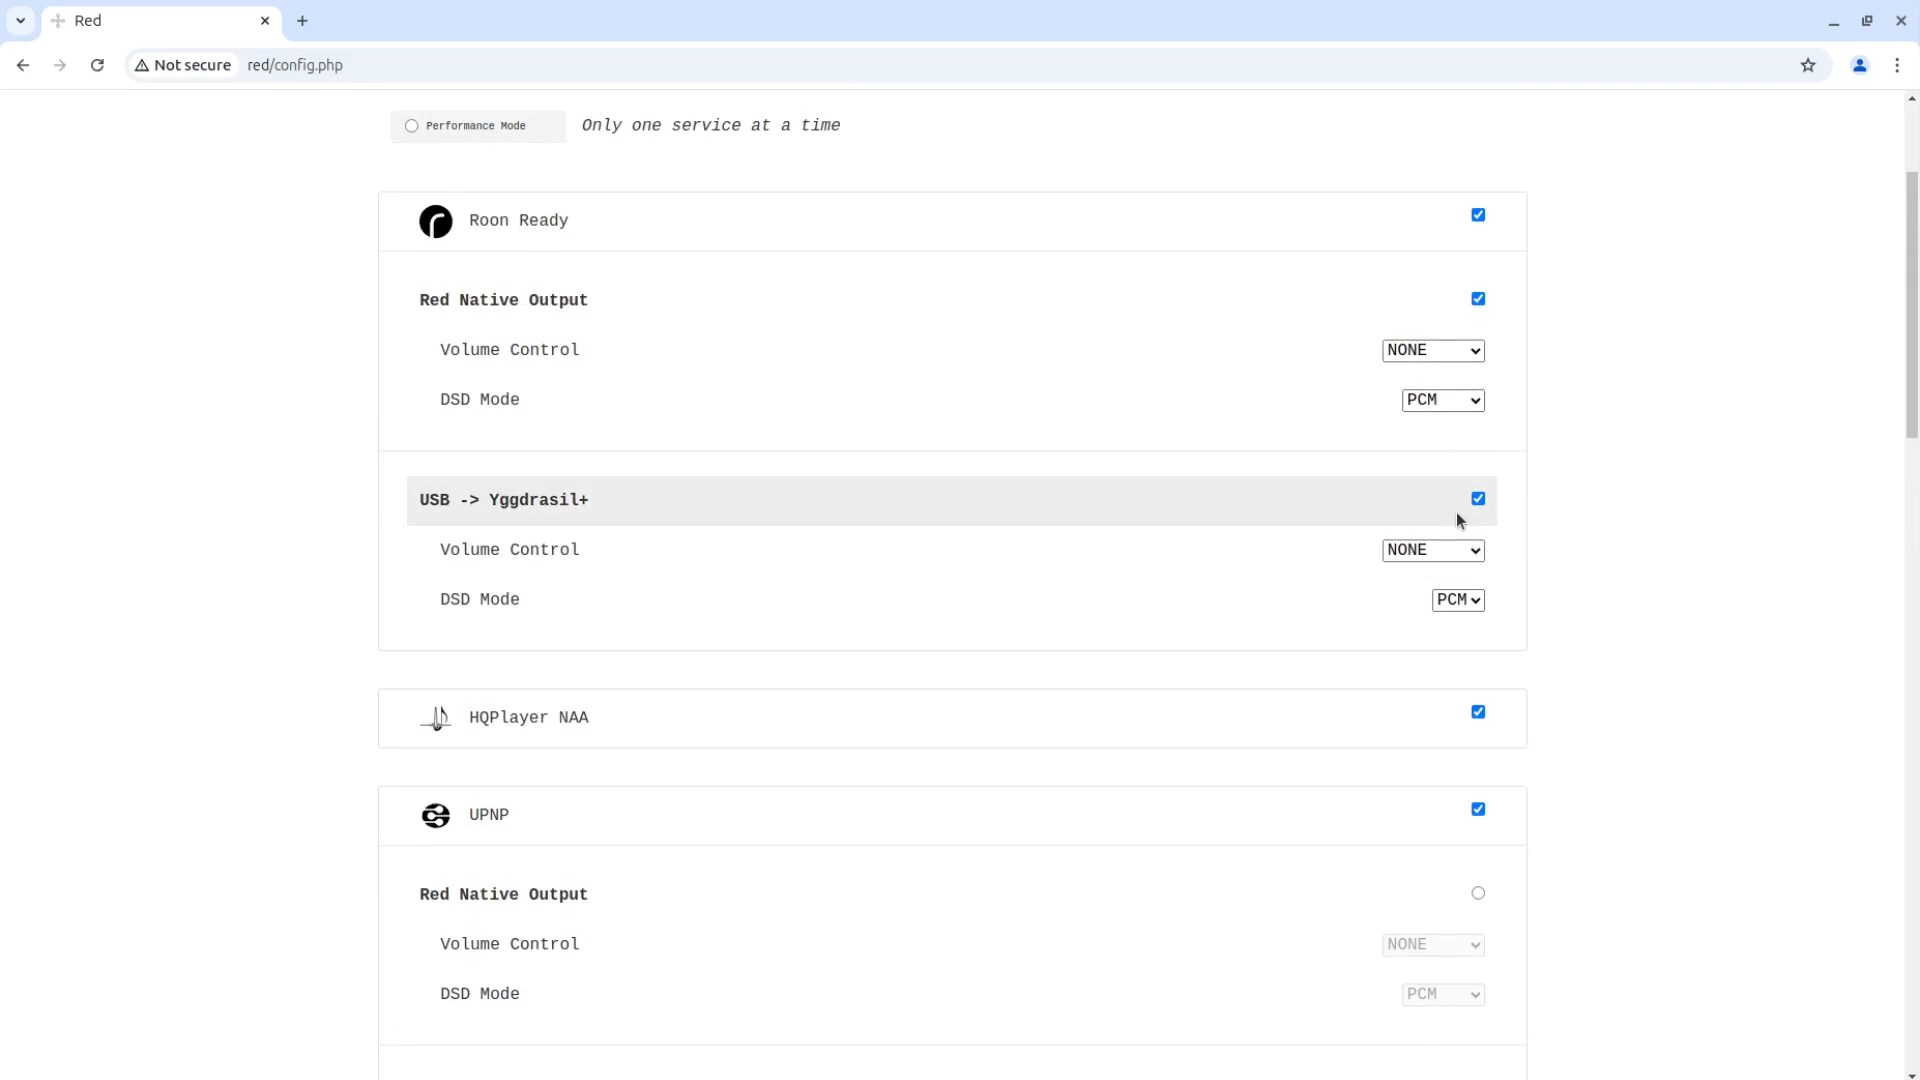 Red
Not secure
red/config.php
Performance Mode
Only one service at a time
Roon Ready
Red Native Output
Volume Control
NONE
DSD Mode
PCM
USB -> Yggdrasil+
Volume Control
NONE
DSD Mode
PCM
HQPlayer NAA
UPNP
Red Native Output
Volume Control
NONE
DSD Mode
PCM